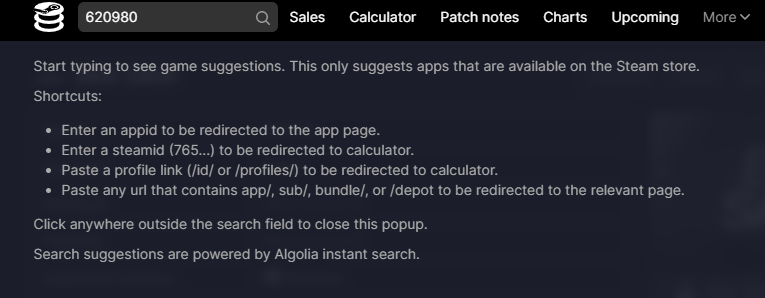 620980
Sales
Calculator
Patch notes
Charts
Upcoming
More
Start typing to see game suggestions. This only suggests apps that are available on the Steam store.
Shortcuts:
Enter an appid to be redirected to the app page.
Enter a steamid (765...) to be redirected to calculator.
Paste a profile link (/id/ or /profiles/) to be redirected to calculator.
Paste any url that contains app/, sub/, bundle/, or /depot to be redirected to the relevant page.
Click anywhere outside the search field to close this popup.
Search suggestions are powered by Algolia instant search.